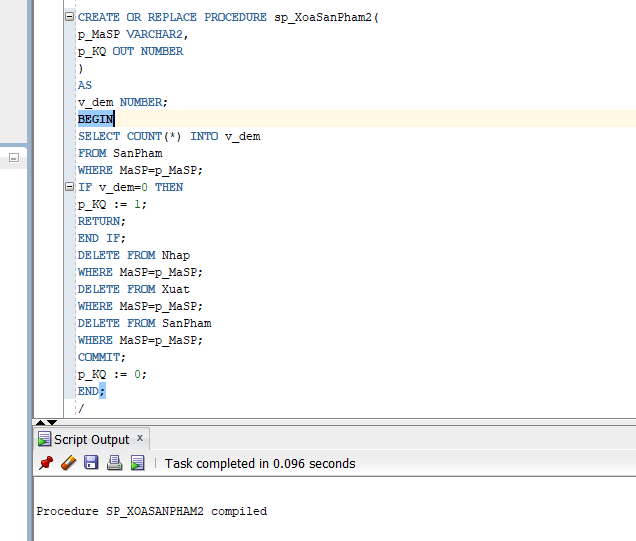 CREATE OR REPLACE PROCEDURE sp_XoaSanPham2(
p_MaSP VARCHAR2,
p_KQ OUT NUMBER
)
AS
v_dem NUMBER;
BEGIN
SELECT COUNT(*) INTO v_dem
FROM SanPham
WHERE MaSP=p_MaSP;
IF v_dem=0 THEN
p_KQ := 1;
RETURN;
END IF;
DELETE FROM Nhap
WHERE MaSP=p_MaSP;
DELETE FROM Xuat
WHERE MaSP=p_MaSP;
DELETE FROM SanPham
WHERE MaSP=p_MaSP;
COMMIT;
p_KQ := 0;
END;
/
Script Output x
Task completed in 0.096 seconds
Procedure SP_XOASANPHAM2 compiled